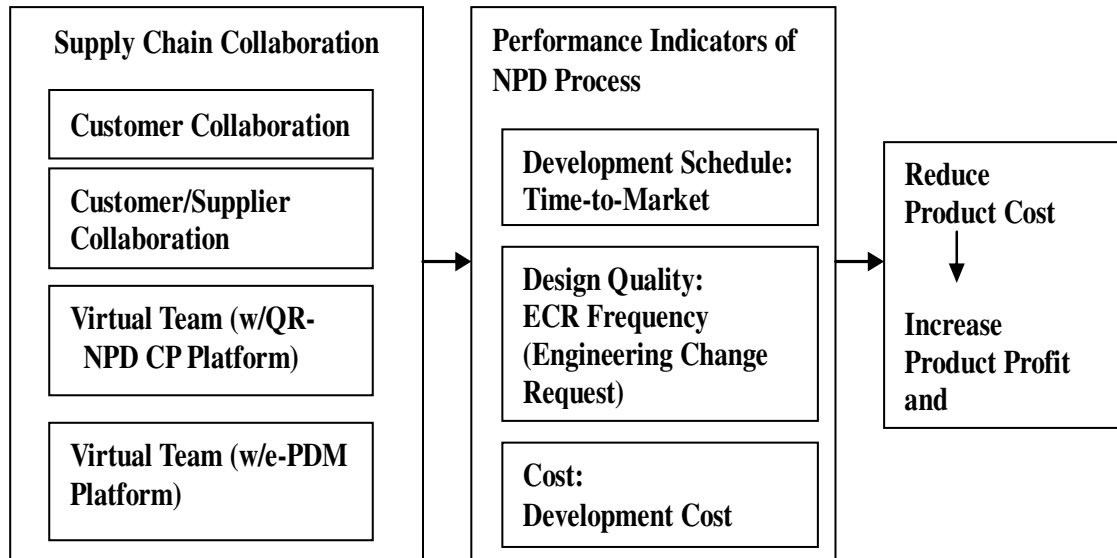 Supply Chain Collaboration
Customer Collaboration
Customer/Supplier
Collaboration
Virtual Team (w/QR-
NPD CP Platform)
Virtual Team (w/e-PDM
Platform)
Performance Indicators of
NPD Process
Development Schedule:
Time-to-Market
Design Quality:
ECR Frequency
(Engineering Change
Request)
Cost:
Development Cost
Reduce
Product Cost
Increase
Product Profit
and